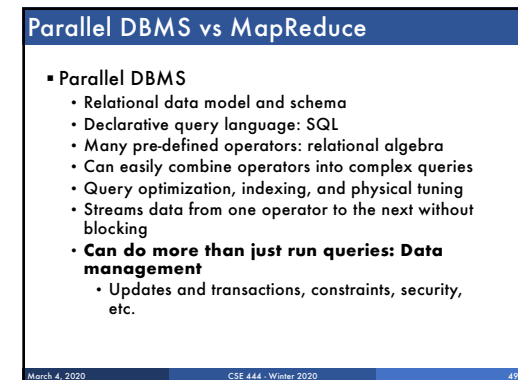 Parallel DBMS vs MapReduce
▪ Parallel DBMS
• Relational data model and schema
• Declarative query language: SQL
• Many pre-defined operators: relational algebra
• Can easily combine operators into complex queries
• Query optimization, indexing, and physical tuning
• Streams data from one operator to the next without
blocking
• Can do more than just run queries: Data
management
• Updates and transactions, constraints, security,
etc.
March 4, 2020 CSE 444 - Winter 2020 49